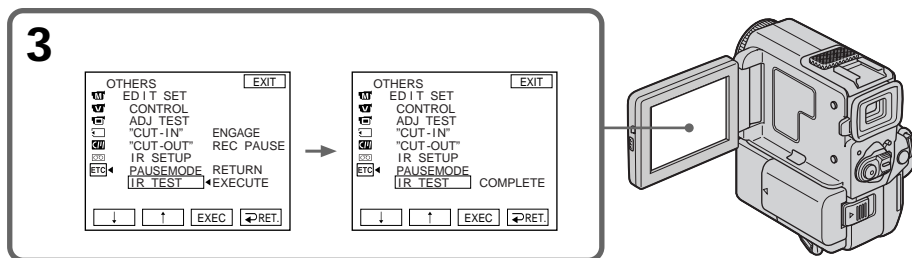 3
OTHERS EXIT
EDIT SET
CONTROL
ADJ TEST
"CUT-IN" ENGAGE
"CUT-OUT" REC PAUSE
IR SETUP
ETC PAUSEMODE RETURN
IR TEST EXECUTE
↓ ↑ EXEC RET.
OTHERS EXIT
EDIT SET
CONTROL
ADJ TEST
"CUT-IN"
"CUT-OUT"
IR SETUP
ETC PAUSEMODE
IR TEST COMPLETE
↓ ↑ EXEC RET.